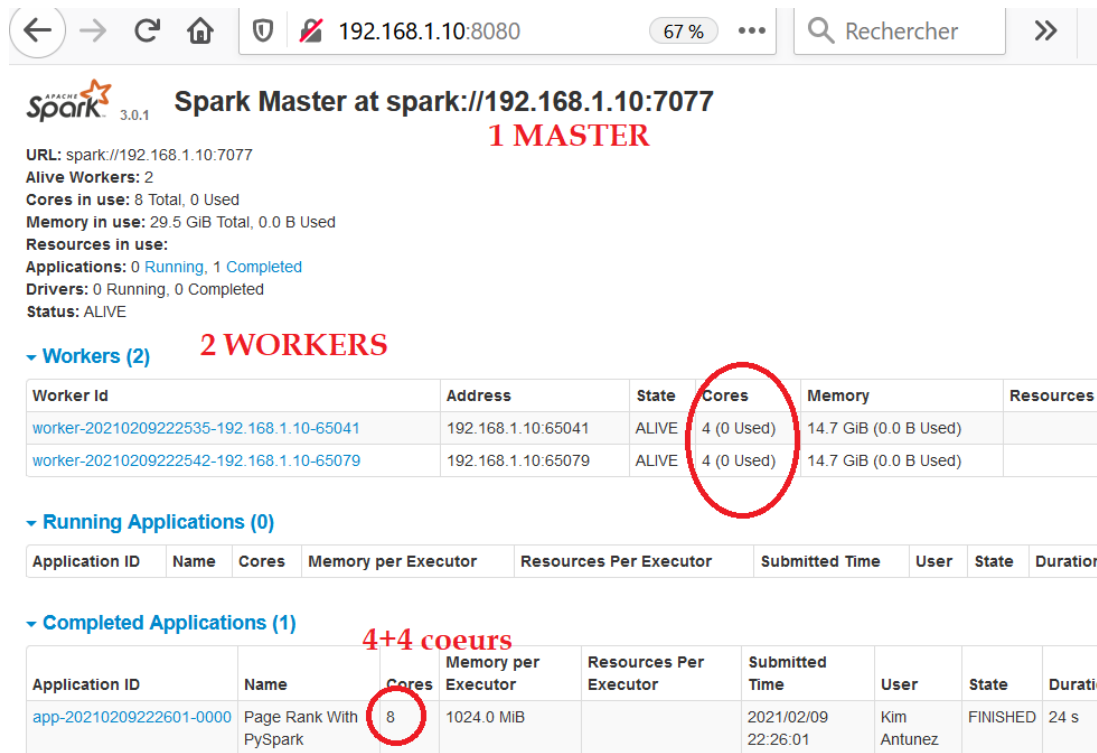 192.168.1.10:8080 67 % Rechercher
APACHE Spark 3.0.1 Spark Master at spark://192.168.1.10:7077
1 MASTER
URL: spark://192.168.1.10:7077
Alive Workers: 2
Cores in use: 8 Total, 0 Used
Memory in use: 29.5 GiB Total, 0.0 B Used
Resources in use:
Applications: 0 Running, 1 Completed
Drivers: 0 Running, 0 Completed
Status: ALIVE
2 WORKERS
Workers (2)
Worker Id Address State Cores Memory Resources
worker-20210209222535-192.168.1.10-65041 192.168.1.10:65041 ALIVE 4 (0 Used) 14.7 GiB (0.0 B Used)
worker-20210209222542-192.168.1.10-65079 192.168.1.10:65079 ALIVE 4 (0 Used) 14.7 GiB (0.0 B Used)
Running Applications (0)
Application ID Name Cores Memory per Executor Resources Per Executor Submitted Time User State Duration
Completed Applications (1)
4+4 coeurs
Memory per Resources Per Submitted
Application ID Name Cores Executor Executor Time User State Durati
app-20210209222601-0000 Page Rank With 8 1024.0 MiB 2021/02/09 Kim FINISHED 24 s
PySpark 22:26:01 Antunez